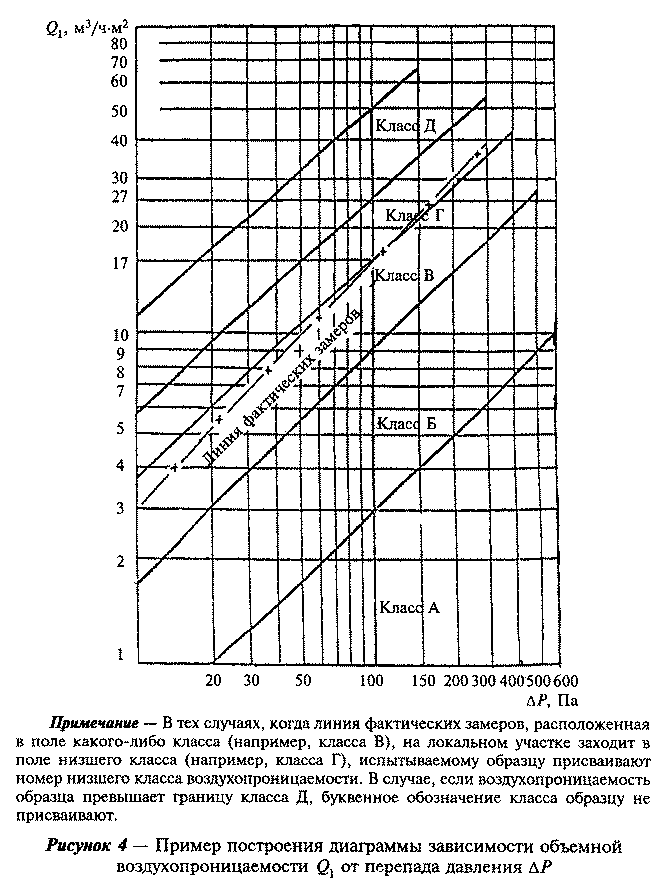 Q₁, м³/ч·м²
80
70
60
50
40
30
27
20
17
10
9
8
7
6
5
4
3
2
1
Класс Д
Класс Г
Класс В
Линия фактических замеров
Класс Б
Класс А
20 30 50 100 150 200 300 400 500 600
ΔP, Па
Примечание — В тех случаях, когда линия фактических замеров, расположенная
в поле какого-либо класса (например, класса В), на локальном участке заходит в
поле низшего класса (например, класса Г), испытываемому образцу присваивают
номер низшего класса воздухопроницаемости. В случае, если воздухопроницаемость
образца превышает границу класса Д, буквенное обозначение класса образцу не
присваивают.
Рисунок 4 — Пример построения диаграммы зависимости объемной
воздухопроницаемости Q₁ от перепада давления ΔP